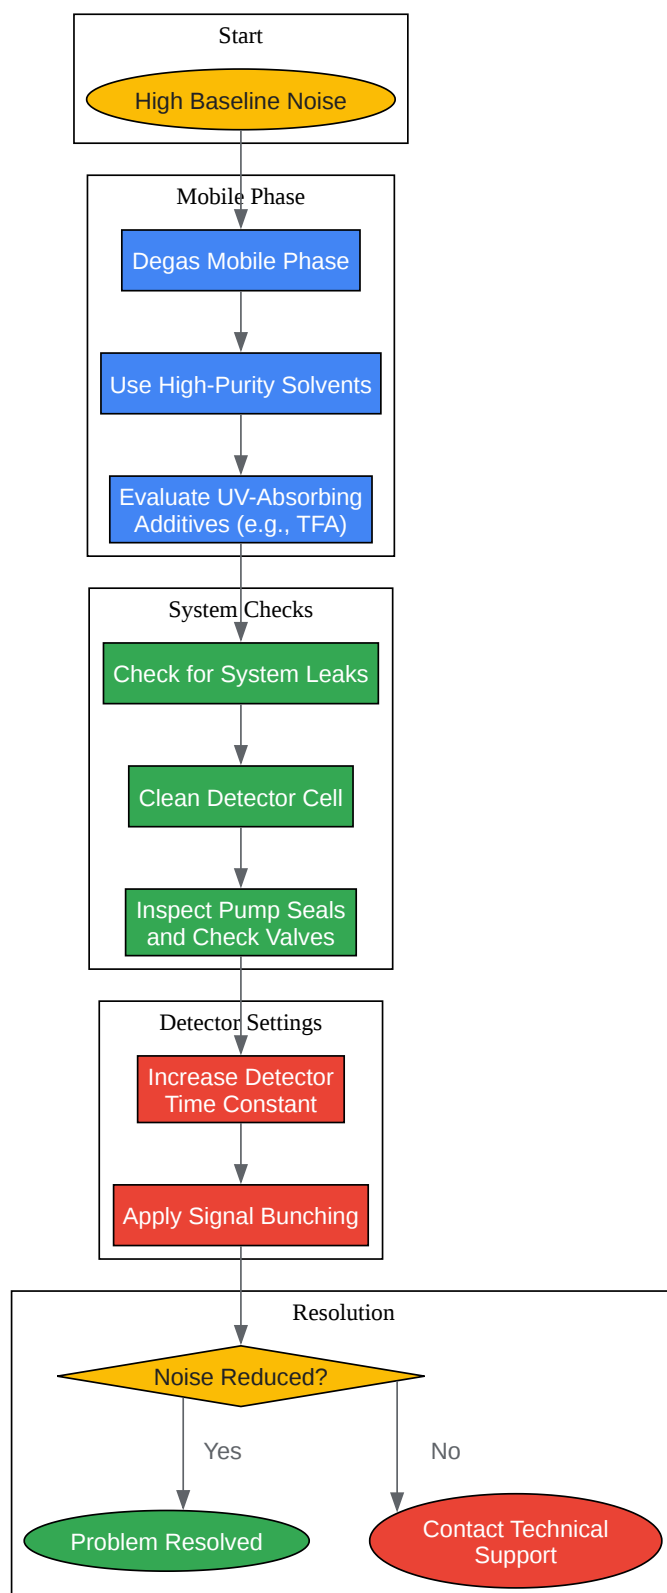 Start
High Baseline Noise
Mobile Phase
Degas Mobile Phase
Use High-Purity Solvents
Evaluate UV-Absorbing
Additives (e.g., TFA)
System Checks
Check for System Leaks
Clean Detector Cell
Inspect Pump Seals
and Check Valves
Detector Settings
Increase Detector
Time Constant
Apply Signal Bunching
Resolution
Noise Reduced?
Yes
No
Problem Resolved
Contact Technical
Support